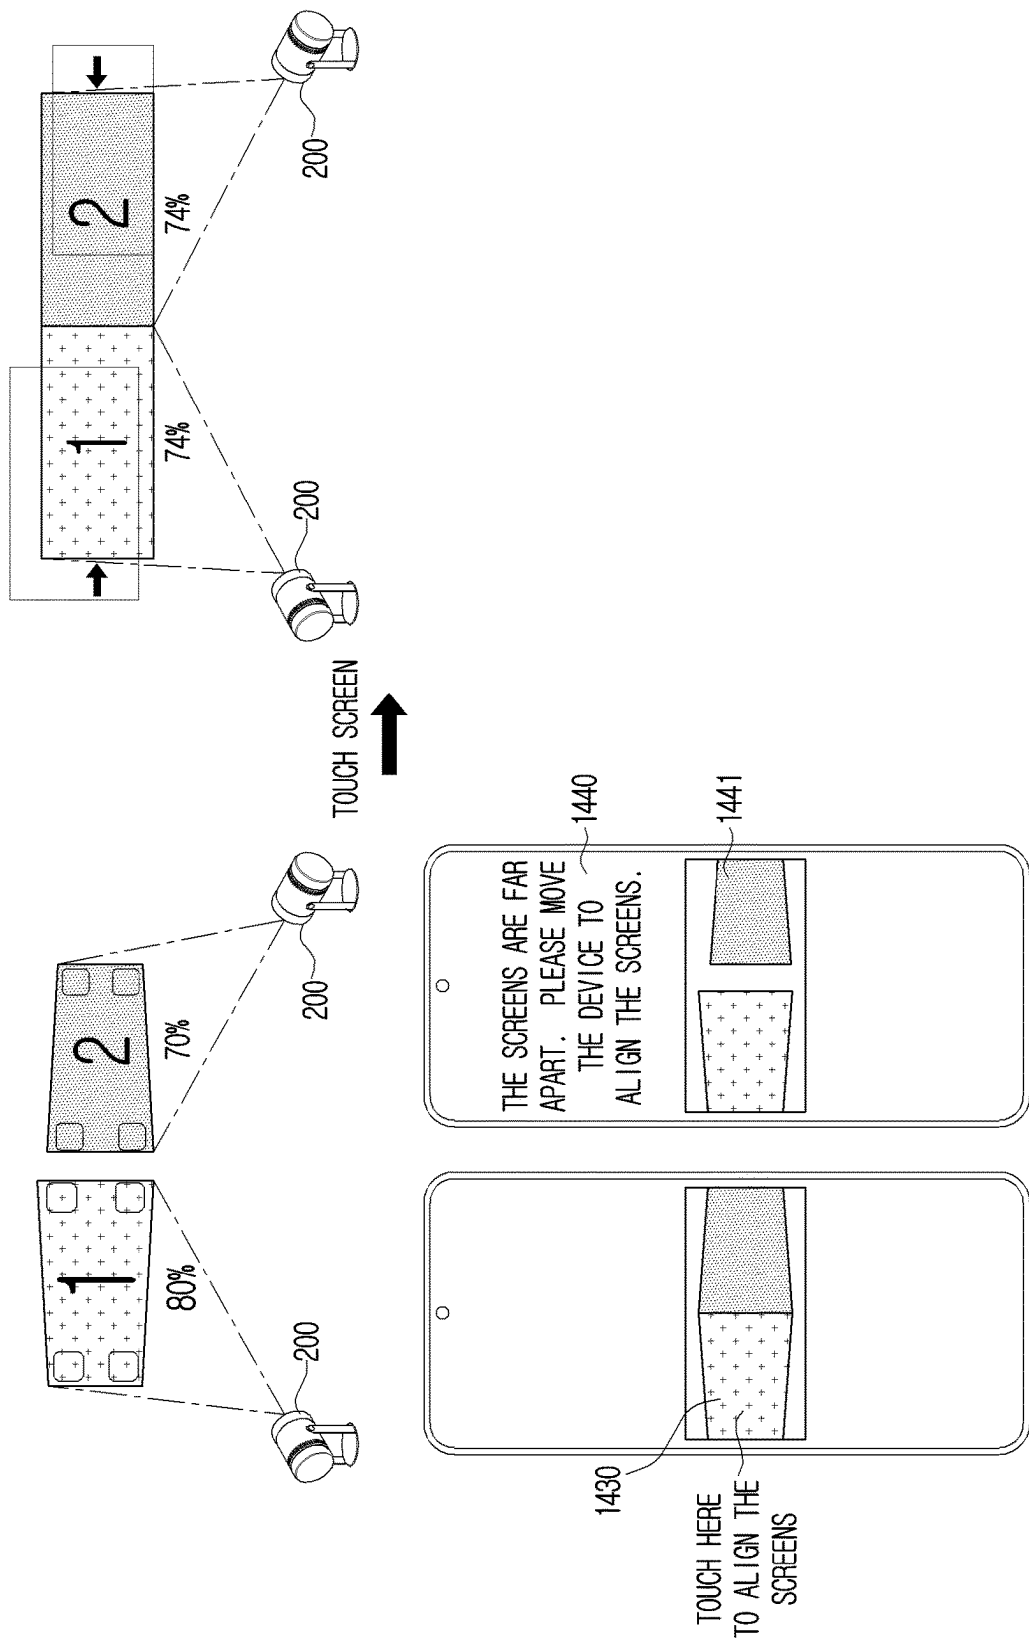 1
80%
200
2
70%
200
TOUCH SCREEN
1
74%
200
2
74%
200
1430
TOUCH HERE
TO ALIGN THE
SCREENS
THE SCREENS ARE FAR
APART. PLEASE MOVE
THE DEVICE TO
ALIGN THE SCREENS.
1440
1441